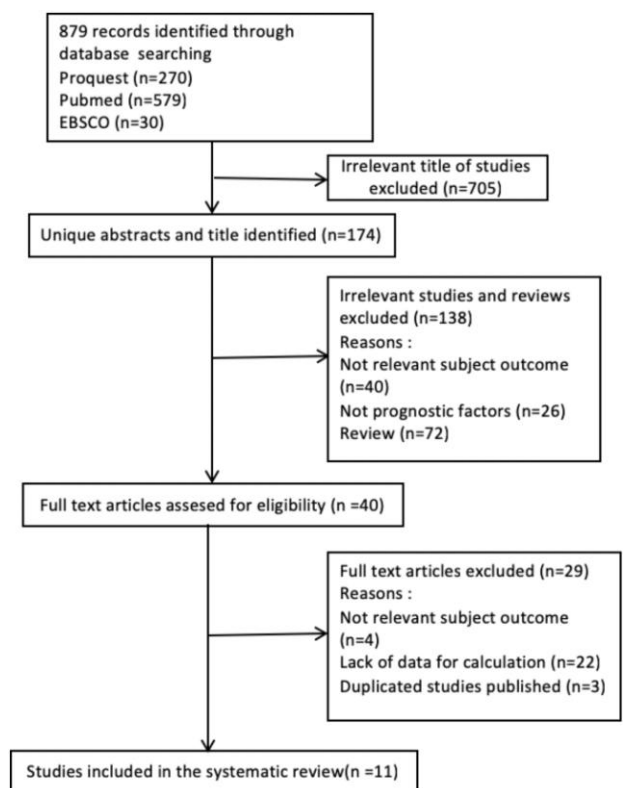 879 records identified through
database searching
Proquest (n=270)
Pubmed (n=579)
EBSCO (n=30)
Irrelevant title of studies
excluded (n=705)
Unique abstracts and title identified (n=174)
Irrelevant studies and reviews
excluded (n=138)
Reasons :
Not relevant subject outcome
(n=40)
Not prognostic factors (n=26)
Review (n=72)
Full text articles assesed for eligibility (n =40)
Full text articles excluded (n=29)
Reasons :
Not relevant subject outcome
(n=4)
Lack of data for calculation (n=22)
Duplicated studies published (n=3)
Studies included in the systematic review(n =11)